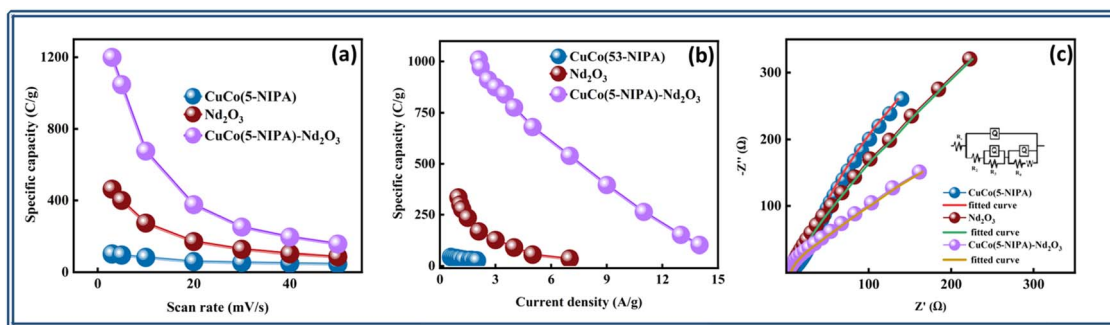 (a)
1200
800
400
0
Specific capacity (C/g)
CuCo(5-NIPA)
Nd₂O₃
CuCo(5-NIPA)-Nd₂O₃
0 20 40
Scan rate (mV/s)
(b)
1000
750
500
250
0
Specific capacity (C/g)
CuCo(53-NIPA)
Nd₂O₃
CuCo(5-NIPA)-Nd₂O₃
0 3 6 9 12 15
Current density (A/g)
(c)
300
200
100
-Z'' (Ω)
Q
Q Q
CuCo(5-NIPA)
fitted curve
Nd₂O₃
fitted curve
CuCo(5-NIPA)-Nd₂O₃
fitted curve
100 200 300
Z' (Ω)